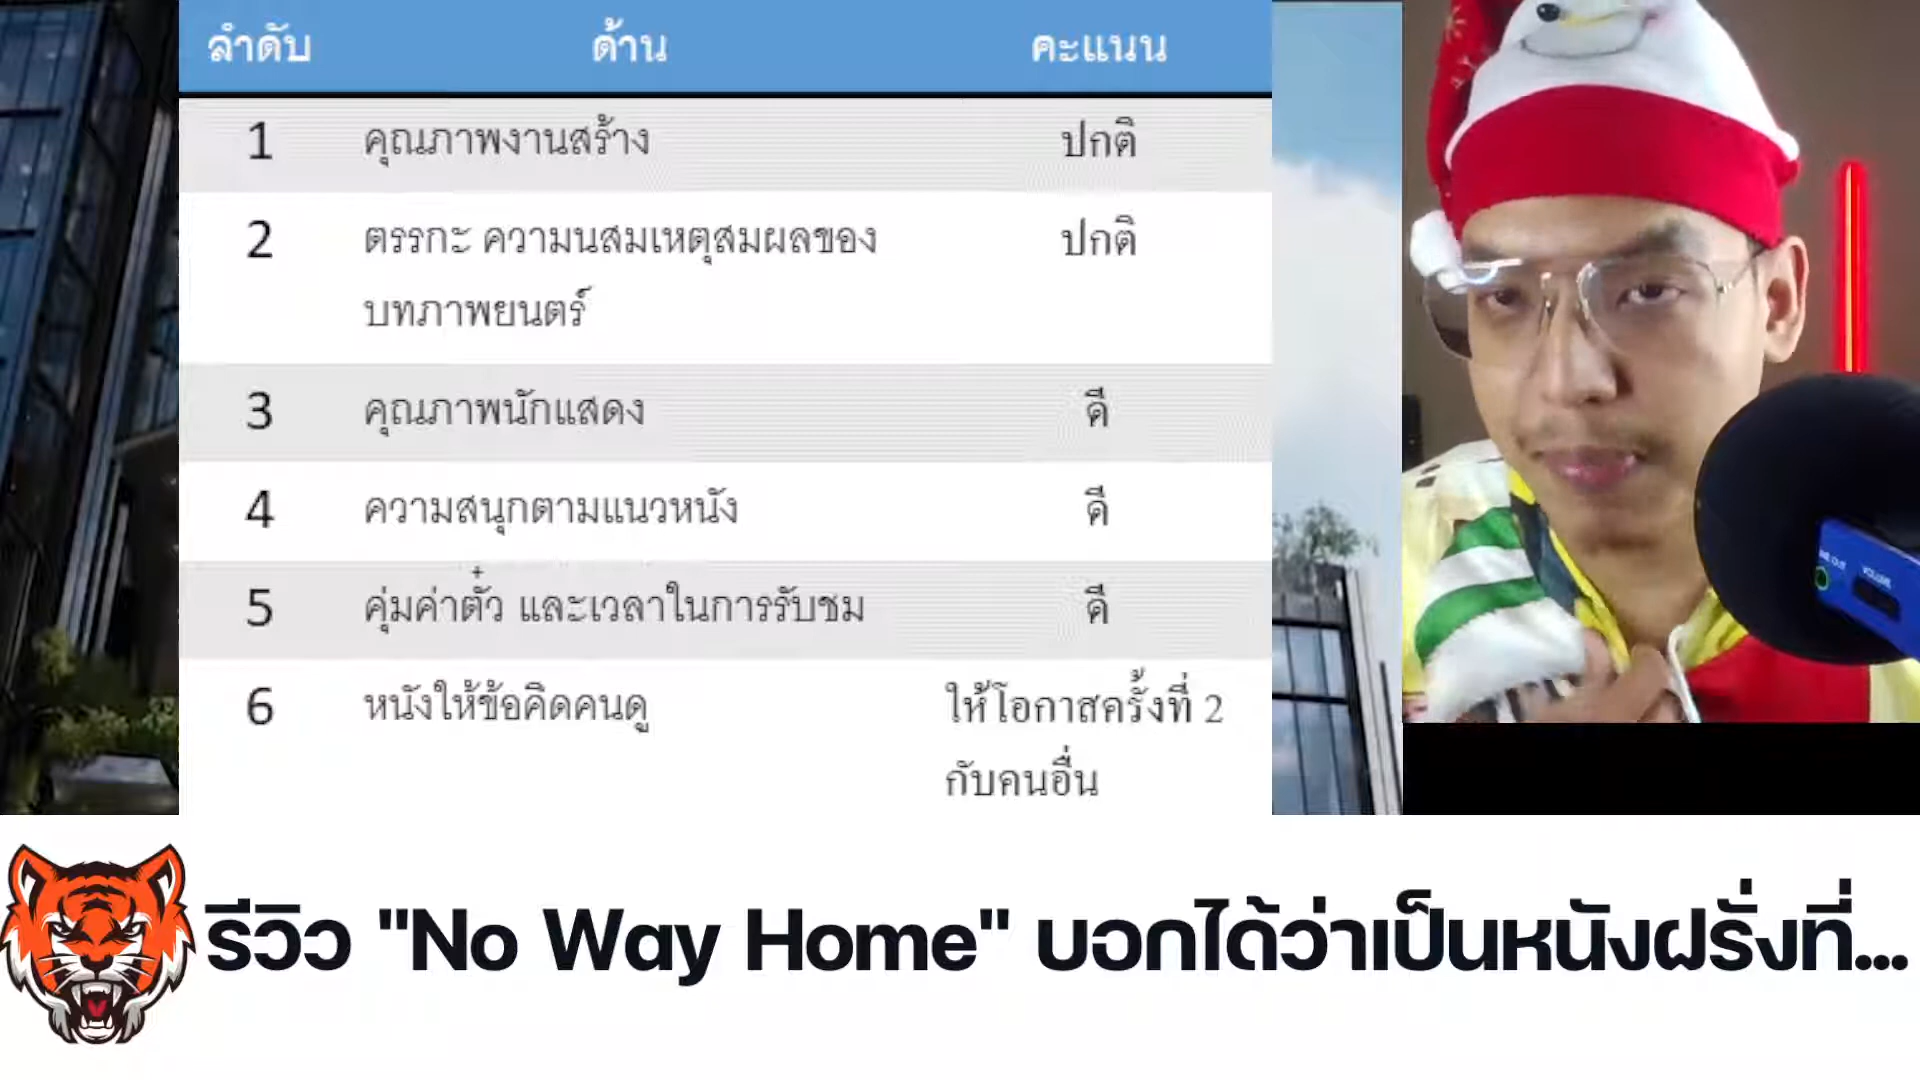 ลำดับ ด้าน คะแนน
1 คุณภาพงานสร้าง ปกติ
2 ตรรกะ ความนสมเหตุสมผลของ ปกติ
บทภาพยนตร์
3 คุณภาพนักแสดง ดี
4 ความสนุกตามแนวหนัง ดี
5 คุ่มค่าตั๋ว และเวลาในการรับชม ดี
6 หนังให้ข้อคิดคนดู ให้โอกาสครั้งที่ 2
กับคนอื่น
VOLUME
รีวิว "No Way Home" บอกได้ว่าเป็นหนังฝรั่งที่...